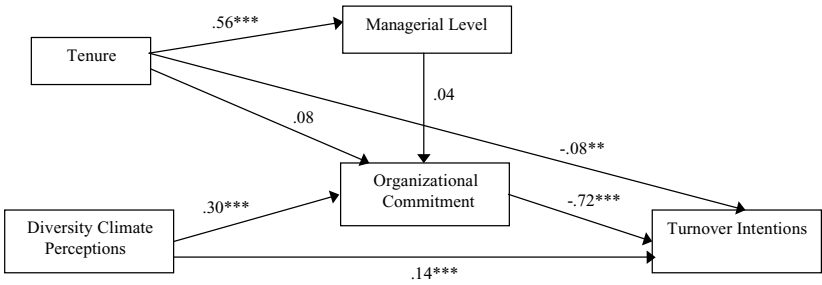 .56***
Managerial Level
Tenure
.04
.08
-.08**
Organizational
Commitment
.30***
-.72***
Diversity Climate
Perceptions
Turnover Intentions
.14***